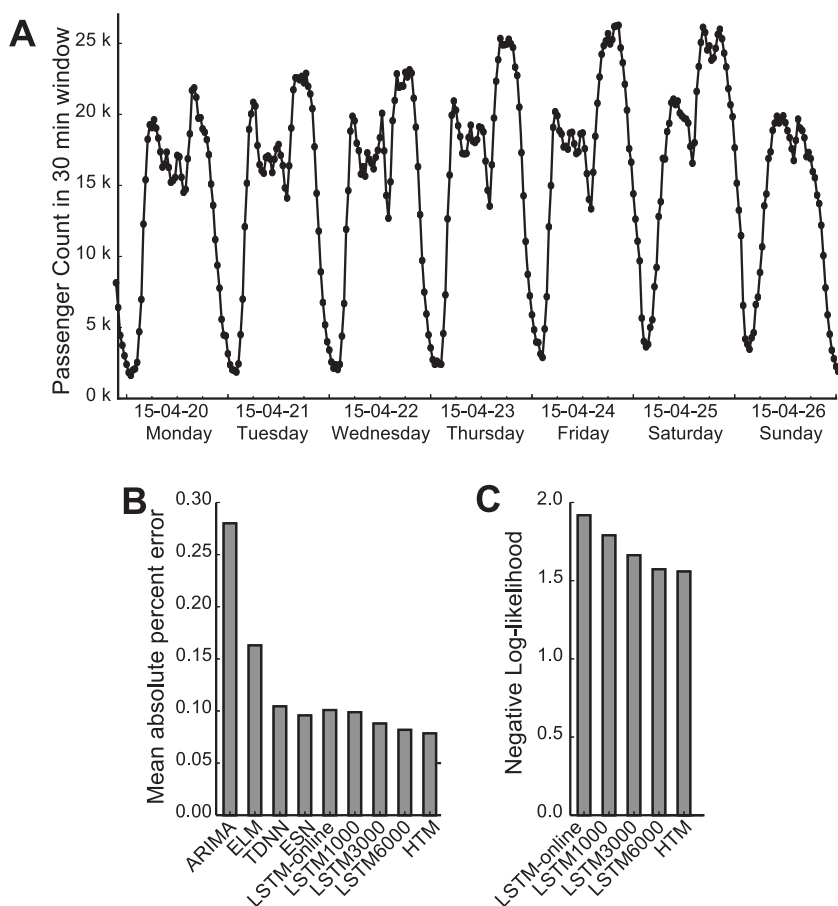 A
Passenger Count in 30 min window
25 k
20 k
15 k
10 k
5 k
0 k
15-04-20 15-04-21 15-04-22 15-04-23 15-04-24 15-04-25 15-04-26
Monday Tuesday Wednesday Thursday Friday Saturday Sunday
B
Mean absolute percent error
0.30
0.25
0.20
0.15
0.10
0.05
0.00
ARIMA
ELM
TDNN
ESN
LSTM-online
LSTM1000
LSTM3000
LSTM6000
HTM
C
Negative Log-likelihood
2.0
1.5
1.0
0.5
0.0
LSTM-online
LSTM1000
LSTM3000
LSTM6000
HTM